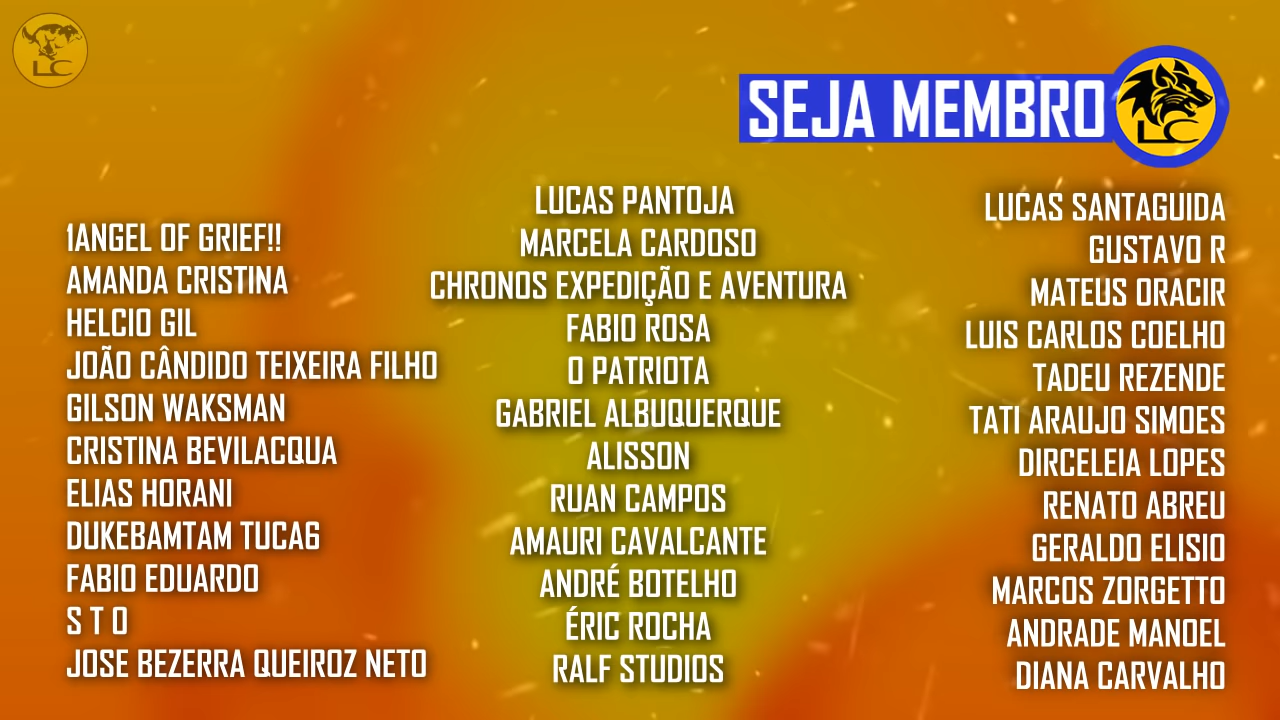 LC
SEJA MEMBRO
LC
1ANGEL OF GRIEF!!
AMANDA CRISTINA
HELCIO GIL
JOÃO CÂNDIDO TEIXEIRA FILHO
GILSON WAKSMAN
CRISTINA BEVILACQUA
ELIAS HORANI
DUKEBAMTAM TUCA6
FABIO EDUARDO
S T O
JOSE BEZERRA QUEIROZ NETO
LUCAS PANTOJA
MARCELA CARDOSO
CHRONOS EXPEDIÇÃO E AVENTURA
FABIO ROSA
O PATRIOTA
GABRIEL ALBUQUERQUE
ALISSON
RUAN CAMPOS
AMAURI CAVALCANTE
ANDRÉ BOTELHO
ÉRIC ROCHA
RALF STUDIOS
LUCAS SANTAGUIDA
GUSTAVO R
MATEUS ORACIR
LUIS CARLOS COELHO
TADEU REZENDE
TATI ARAUJO SIMOES
DIRCELEIA LOPES
RENATO ABREU
GERALDO ELISIO
MARCOS ZORGETTO
ANDRADE MANOEL
DIANA CARVALHO